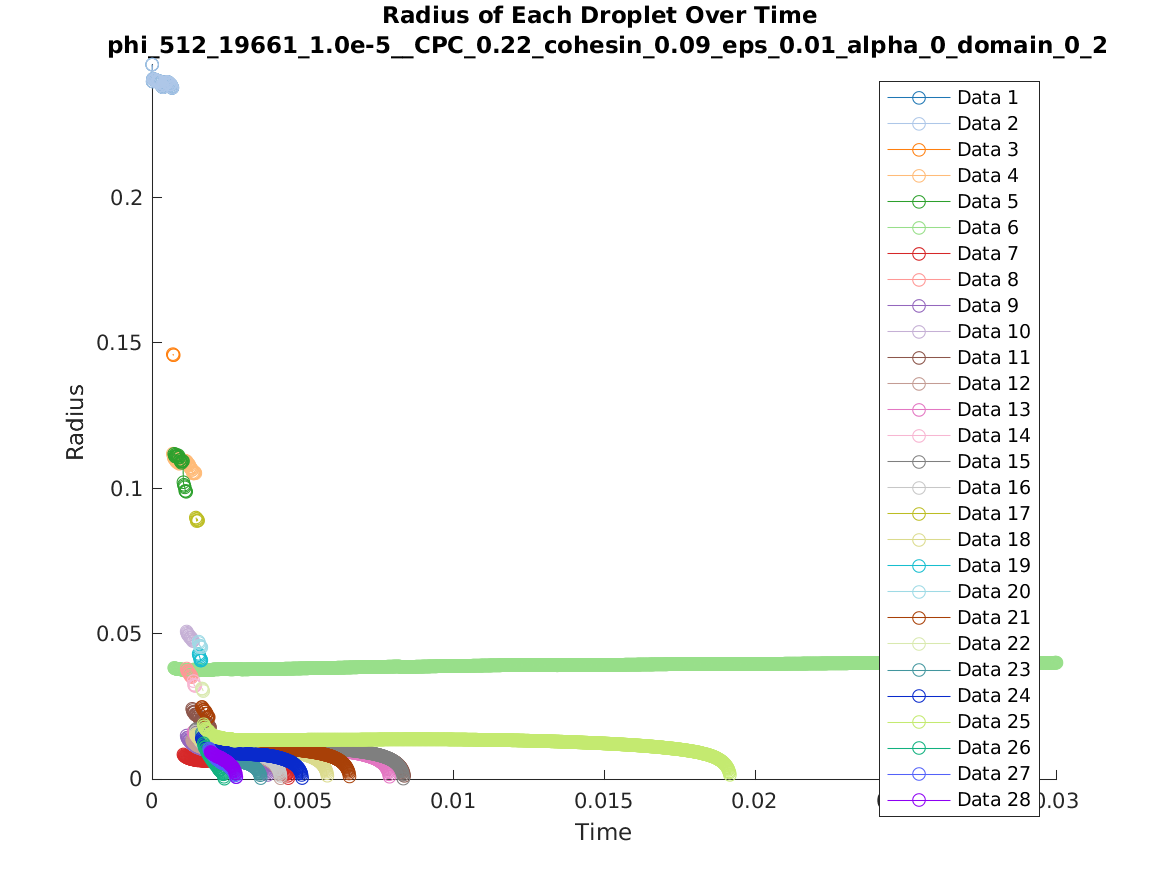 Radius of Each Droplet Over Time
phi_512_19661_1.0e-5__CPC_0.22_cohesin_0.09_eps_0.01_alpha_0_domain_0_2
Radius
0.2
0.15
0.1
0.05
0
0
0.005
0.01
0.015
0.02
0.03
Time
Data 1
Data 2
Data 3
Data 4
Data 5
Data 6
Data 7
Data 8
Data 9
Data 10
Data 11
Data 12
Data 13
Data 14
Data 15
Data 16
Data 17
Data 18
Data 19
Data 20
Data 21
Data 22
Data 23
Data 24
Data 25
Data 26
Data 27
Data 28